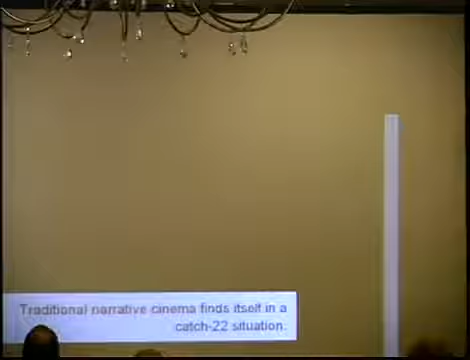 Traditional narrative cinema finds itself in a
catch-22 situation.